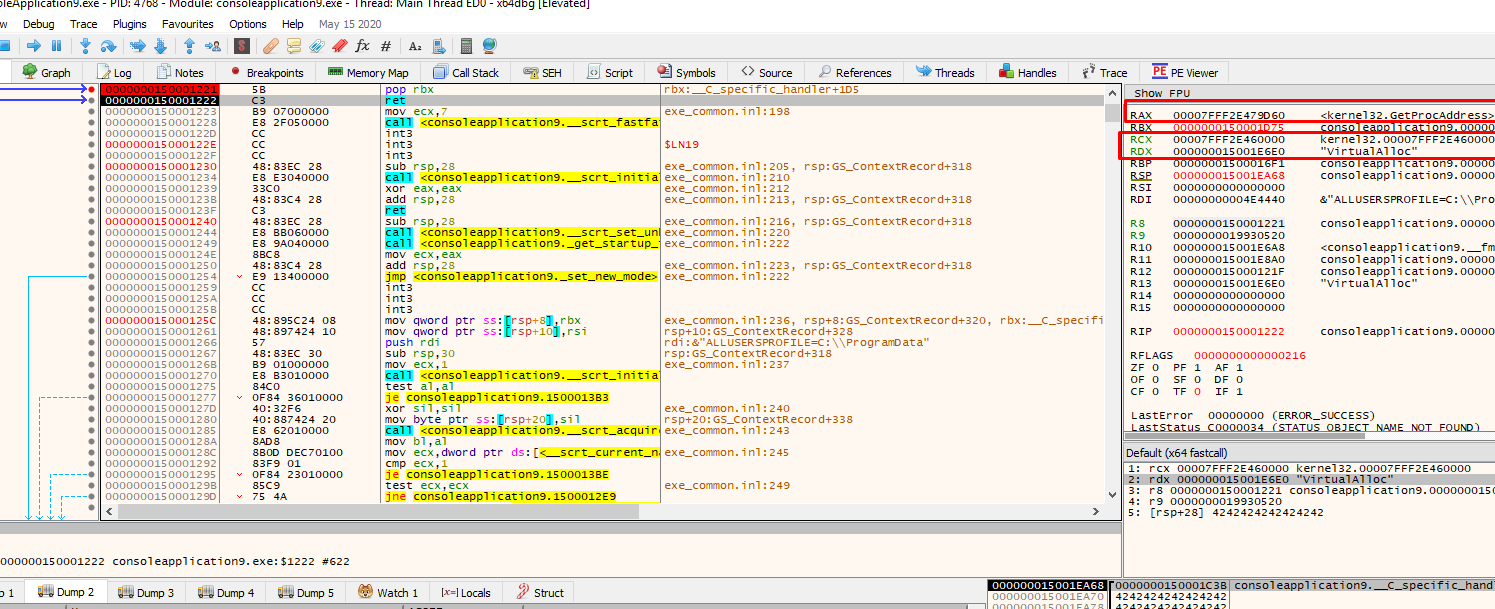 oleApplication9.exe - PID: 4768 - Module: consoleapplication9.exe - Thread: Main Thread ED0 - x64dbg [Elevated]
w Debug Trace Plugins Favourites Options Help May 15 2020
Graph Log Notes Breakpoints Memory Map Call Stack SEH Script Symbols Source References Threads Handles Trace PE Viewer
0000000150001221 5B pop rbx rbx:__C_specific_handler+1D5
0000000150001222 C3 ret
0000000150001223 B9 07000000 mov ecx,7 exe_common.inl:198
0000000150001228 E8 2F050000 call <consoleapplication9.__scrt_fastfa
000000015000122D CC int3
000000015000122E CC int3 $LN19
000000015000122F CC int3
0000000150001230 48:83EC 28 sub rsp,28 exe_common.inl:205, rsp:GS_ContextRecord+318
0000000150001234 E8 E3040000 call <consoleapplication9.__scrt_initial exe_common.inl:210
0000000150001239 33C0 xor eax,eax exe_common.inl:212
000000015000123B 48:83C4 28 add rsp,28 exe_common.inl:213, rsp:GS_ContextRecord+318
000000015000123F C3 ret
0000000150001240 48:83EC 28 sub rsp,28 exe_common.inl:216, rsp:GS_ContextRecord+318
0000000150001244 E8 BB060000 call <consoleapplication9.__scrt_set_unh exe_common.inl:220
0000000150001249 E8 9A040000 call <consoleapplication9._get_startup_ exe_common.inl:222
000000015000124E 8BC8 mov ecx,eax
0000000150001250 48:83C4 28 add rsp,28 exe_common.inl:223, rsp:GS_ContextRecord+318
0000000150001254 E9 13400000 jmp <consoleapplication9._set_new_mode> exe_common.inl:222
0000000150001259 CC int3
000000015000125A CC int3
000000015000125B CC int3
000000015000125C 48:895C24 08 mov qword ptr ss:[rsp+8],rbx exe_common.inl:236, rsp+8:GS_ContextRecord+320, rbx:__C_specifi
0000000150001261 48:897424 10 mov qword ptr ss:[rsp+10],rsi rsp+10:GS_ContextRecord+328
0000000150001266 57 push rdi rdi:&"ALLUSERSPROFILE=C:\\ProgramData"
0000000150001267 48:83EC 30 sub rsp,30 rsp:GS_ContextRecord+318
000000015000126B B9 01000000 mov ecx,1 exe_common.inl:237
0000000150001270 E8 B3010000 call <consoleapplication9.__scrt_initial
0000000150001275 84C0 test al,al
0000000150001277 0F84 36010000 je consoleapplication9.1500013B3
000000015000127D 40:32F6 xor sil,sil exe_common.inl:240
0000000150001280 40:887424 20 mov byte ptr ss:[rsp+20],sil rsp+20:GS_ContextRecord+338
0000000150001285 E8 62010000 call <consoleapplication9.__scrt_acquire exe_common.inl:243
000000015000128A 8AD8 mov bl,al
000000015000128C 8B0D DEC70100 mov ecx,dword ptr ds:[<__scrt_current_na exe_common.inl:245
0000000150001292 83F9 01 cmp ecx,1
0000000150001295 0F84 23010000 je consoleapplication9.1500013BE
000000015000129B 85C9 test ecx,ecx exe_common.inl:249
000000015000129D 75 4A jne consoleapplication9.1500012E9
Show FPU
RAX 00007FFF2E479D60 <kernel32.GetProcAddress>
RBX 0000000150001D75 consoleapplication9.00000
RCX 00007FFF2E460000 kernel32.00007FFF2E460000
RDX 000000015001E6E0 "VirtualAlloc"
RBP 00000001500016F1 consoleapplication9.00000
RSP 000000015001EA68 consoleapplication9.00000
RSI 0000000000000000
RDI 00000000004E4440 &"ALLUSERSPROFILE=C:\\Pro
R8 0000000150001221 consoleapplication9.00000
R9 0000000019930520
R10 000000015001E6A8 <consoleapplication9.__fm
R11 000000015001E8A0 consoleapplication9.00000
R12 000000015000121F consoleapplication9.00000
R13 000000015001E6E0 "VirtualAlloc"
R14 0000000000000000
R15 0000000000000000
RIP 0000000150001222 consoleapplication9.00000
RFLAGS 0000000000000216
ZF 0 PF 1 AF 1
OF 0 SF 0 DF 0
CF 0 TF 0 IF 1
LastError 00000000 (ERROR_SUCCESS)
LastStatus C0000034 (STATUS_OBJECT_NAME_NOT_FOUND)
Default (x64 fastcall)
1: rcx 00007FFF2E460000 kernel32.00007FFF2E460000
2: rdx 000000015001E6E0 "VirtualAlloc"
3: r8 0000000150001221 consoleapplication9.0000000150
4: r9 0000000019930520
5: [rsp+28] 4242424242424242
000000150001222 consoleapplication9.exe:$1222 #622
p 1 Dump 2 Dump 3 Dump 4 Dump 5 Watch 1 Locals Struct
000000015001EA68 0000000150001C3B consoleapplication9.__C_specific_handl
000000015001EA70 4242424242424242
000000015001EA78 4242424242424242